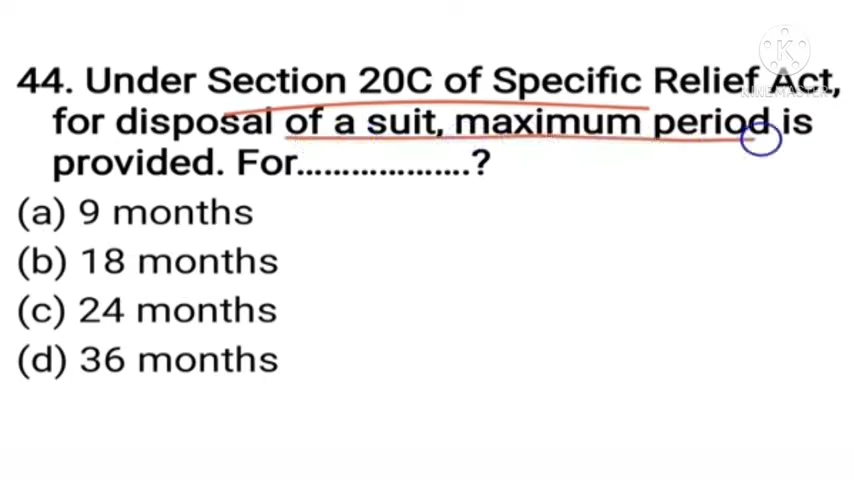 44. Under Section 20C of Specific Relief Act,
KINEMASTER
for disposal of a suit, maximum period is
provided. For...................?
(a) 9 months
(b) 18 months
(c) 24 months
(d) 36 months